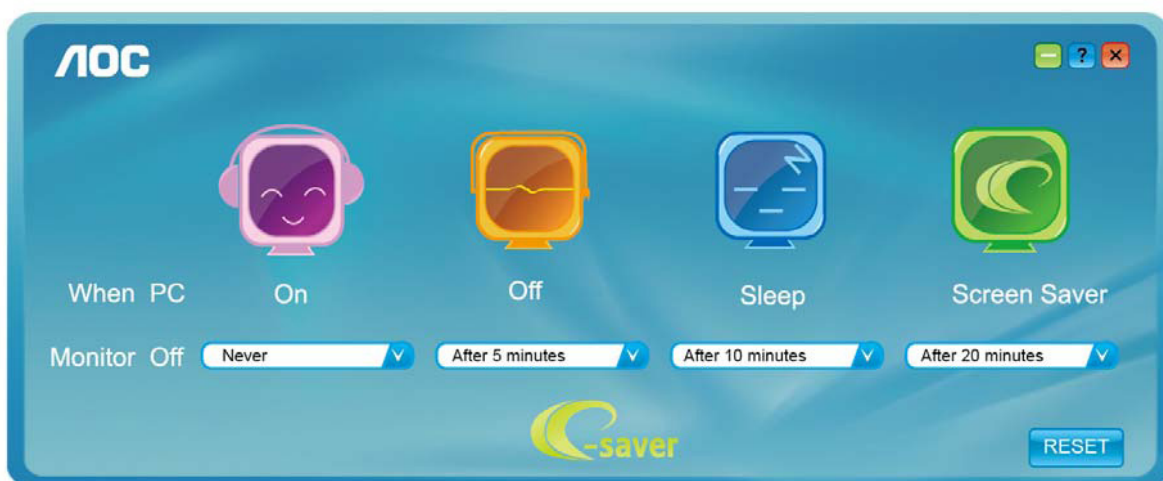 AOC
?
When PC On Off Sleep Screen Saver
Monitor Off Never After 5 minutes After 10 minutes After 20 minutes
e-saver
RESET